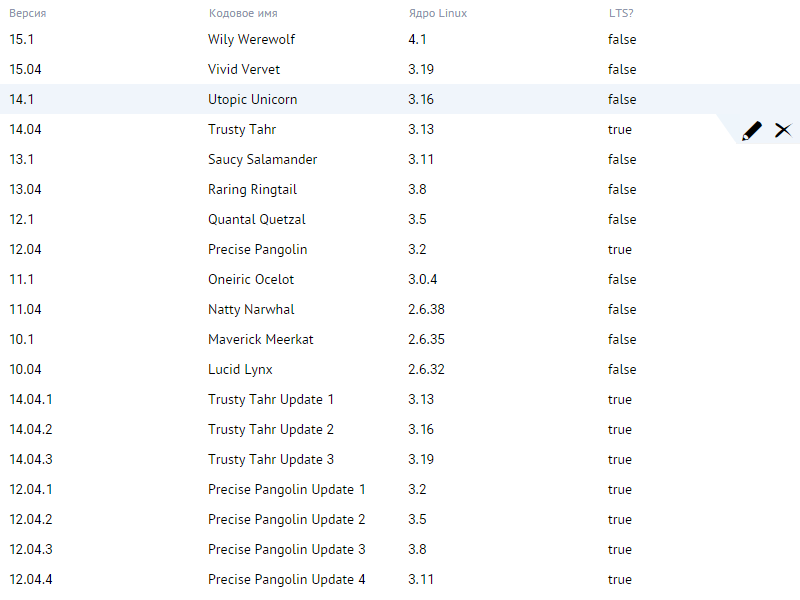 Версия Кодовое имя Ядро Linux LTS?
15.1 Wily Werewolf 4.1 false
15.04 Vivid Vervet 3.19 false
14.1 Utopic Unicorn 3.16 false
14.04 Trusty Tahr 3.13 true
13.1 Saucy Salamander 3.11 false
13.04 Raring Ringtail 3.8 false
12.1 Quantal Quetzal 3.5 false
12.04 Precise Pangolin 3.2 true
11.1 Oneiric Ocelot 3.0.4 false
11.04 Natty Narwhal 2.6.38 false
10.1 Maverick Meerkat 2.6.35 false
10.04 Lucid Lynx 2.6.32 false
14.04.1 Trusty Tahr Update 1 3.13 true
14.04.2 Trusty Tahr Update 2 3.16 true
14.04.3 Trusty Tahr Update 3 3.19 true
12.04.1 Precise Pangolin Update 1 3.2 true
12.04.2 Precise Pangolin Update 2 3.5 true
12.04.3 Precise Pangolin Update 3 3.8 true
12.04.4 Precise Pangolin Update 4 3.11 true